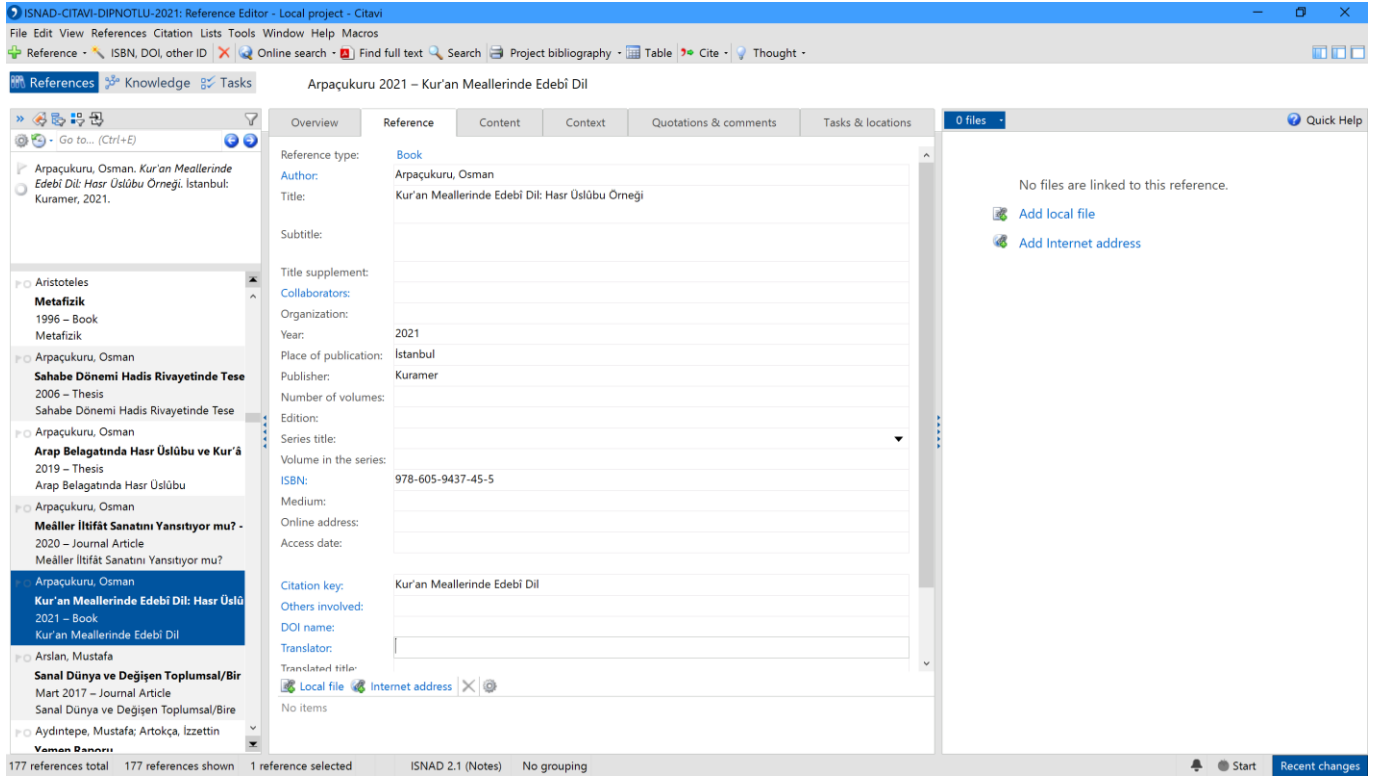 ISNAD-CITAVI-DIPNOTLU-2021: Reference Editor - Local project - Citavi
File Edit View References Citation Lists Tools Window Help Macros
Reference ISBN, DOI, other ID Online search Find full text Search Project bibliography Table Cite Thought
References Knowledge Tasks
Arpaçukuru 2021 – Kur'an Meallerinde Edebî Dil
Go to... (Ctrl+E)
Arpaçukuru, Osman. Kur'an Meallerinde
Edebî Dil: Hasr Üslûbu Örneği. İstanbul:
Kuramer, 2021.
Aristoteles
Metafizik
1996 – Book
Metafizik
Arpaçukuru, Osman
Sahabe Dönemi Hadis Rivayetinde Tese
2006 – Thesis
Sahabe Dönemi Hadis Rivayetinde Tese
Arpaçukuru, Osman
Arap Belagatında Hasr Üslûbu ve Kur'â
2019 – Thesis
Arap Belagatında Hasr Üslûbu
Arpaçukuru, Osman
Meâller İltifât Sanatını Yansıtıyor mu? -
2020 – Journal Article
Meâller İltifât Sanatını Yansıtıyor mu?
Arpaçukuru, Osman
Kur'an Meallerinde Edebî Dil: Hasr Üslû
2021 – Book
Kur'an Meallerinde Edebî Dil
Arslan, Mustafa
Sanal Dünya ve Değişen Toplumsal/Bir
Mart 2017 – Journal Article
Sanal Dünya ve Değişen Toplumsal/Bire
Aydıntepe, Mustafa; Artokça, İzzettin
Yemen Raporu
Overview Reference Content Context Quotations & comments Tasks & locations
Reference type: Book
Author: Arpaçukuru, Osman
Title: Kur'an Meallerinde Edebî Dil: Hasr Üslûbu Örneği
Subtitle:
Title supplement:
Collaborators:
Organization:
Year: 2021
Place of publication: İstanbul
Publisher: Kuramer
Number of volumes:
Edition:
Series title:
Volume in the series:
ISBN: 978-605-9437-45-5
Medium:
Online address:
Access date:
Citation key: Kur'an Meallerinde Edebî Dil
Others involved:
DOI name:
Translator:
Translated title:
Local file Internet address
No items
0 files
Quick Help
No files are linked to this reference.
Add local file
Add Internet address
177 references total 177 references shown 1 reference selected ISNAD 2.1 (Notes) No grouping Start Recent changes